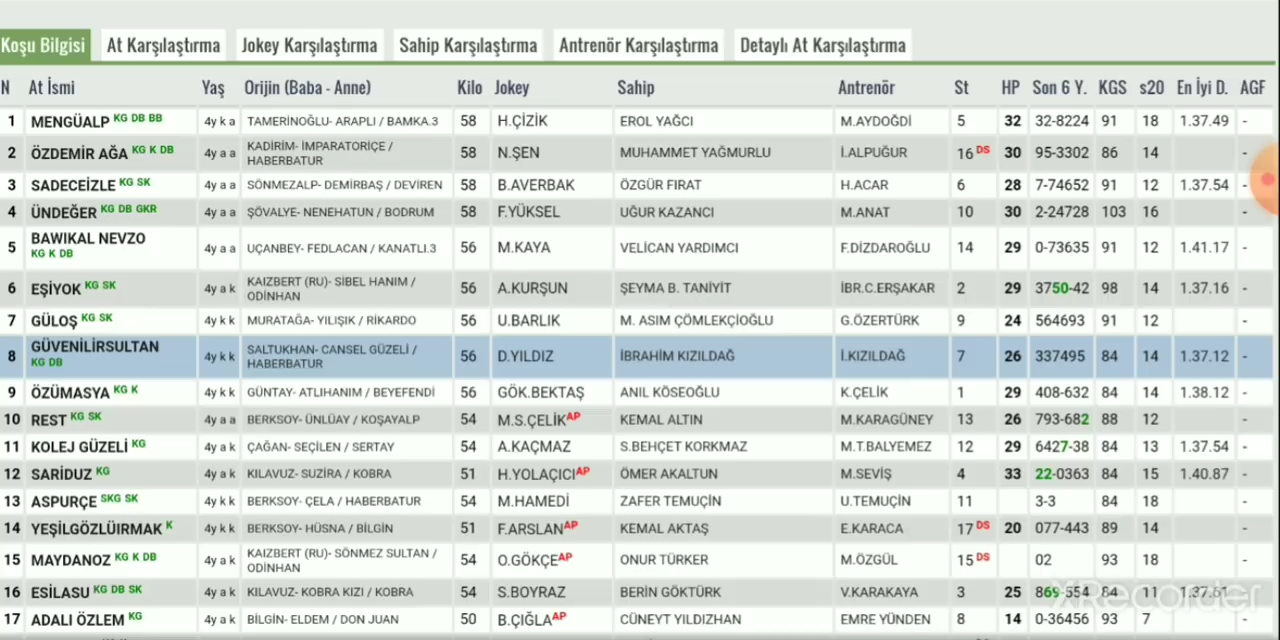 Koşu Bilgisi At Karşılaştırma Jokey Karşılaştırma Sahip Karşılaştırma Antrenör Karşılaştırma Detaylı At Karşılaştırma
N At İsmi Yaş Orijin (Baba - Anne) Kilo Jokey Sahip Antrenör St HP Son 6 Y. KGS s20 En İyi D. AGF
1 MENGÜALP KG DB BB 4y k a TAMERİNOĞLU- ARAPLI / BAMKA.3 58 H.ÇİZİK EROL YAĞCI M.AYDOĞDİ 5 32 32-8224 91 18 1.37.49 -
2 ÖZDEMİR AĞA KG K DB 4y a a KADİRİM- İMPARATORİÇE / HABERBATUR 58 N.ŞEN MUHAMMET YAĞMURLU İ.ALPUĞUR 16 DS 30 95-3302 86 14 -
3 SADECEİZLE KG SK 4y a a SÖNMEZALP- DEMİRBAŞ / DEVİREN 58 B.AVERBAK ÖZGÜR FIRAT H.ACAR 6 28 7-74652 91 12 1.37.54 -
4 ÜNDEĞER KG DB GKR 4y a a ŞÖVALYE- NENEHATUN / BODRUM 58 F.YÜKSEL UĞUR KAZANCI M.ANAT 10 30 2-24728 103 16 -
5 BAWIKAL NEVZO KG K DB 4y a a UÇANBEY- FEDLACAN / KANATLI.3 56 M.KAYA VELİCAN YARDIMCI F.DİZDAROĞLU 14 29 0-73635 91 12 1.41.17 -
6 EŞİYOK KG SK 4y a k KAIZBERT (RU)- SİBEL HANIM / ODİNHAN 56 A.KURŞUN ŞEYMA B. TANİYİT İBR.C.ERŞAKAR 2 29 3750-42 98 14 1.37.16 -
7 GÜLOŞ KG SK 4y k k MURATAĞA- YILIŞIK / RİKARDO 56 U.BARLIK M. ASIM ÇÖMLEKÇİOĞLU G.ÖZERTÜRK 9 24 564693 91 12 -
8 GÜVENİLİRSULTAN KG DB 4y k k SALTUKHAN- CANSEL GÜZELİ / HABERBATUR 56 D.YILDIZ İBRAHİM KIZILDAĞ İ.KIZILDAĞ 7 26 337495 84 14 1.37.12 -
9 ÖZÜMASYA KG K 4y k k GÜNTAY- ATLIHANIM / BEYEFENDİ 56 GÖK.BEKTAŞ ANIL KÖSEOĞLU K.ÇELİK 1 29 408-632 84 14 1.38.12 -
10 REST KG SK 4y a a BERKSOY- ÜNLÜAY / KOŞAYALP 54 M.S.ÇELİK AP KEMAL ALTIN M.KARAGÜNEY 13 26 793-682 88 12 -
11 KOLEJ GÜZELİ KG 4y a k ÇAĞAN- SEÇİLEN / SERTAY 54 A.KAÇMAZ S.BEHÇET KORKMAZ M.T.BALYEMEZ 12 29 6427-38 84 13 1.37.54 -
12 SARİDUZ KG 4y a k KILAVUZ- SUZİRA / KOBRA 51 H.YOLAÇICI AP ÖMER AKALTUN M.SEVİŞ 4 33 22-0363 84 15 1.40.87 -
13 ASPURÇE SKG SK 4y k k BERKSOY- ÇELA / HABERBATUR 54 M.HAMEDİ ZAFER TEMUÇİN U.TEMUÇİN 11 3-3 84 18 -
14 YEŞİLGÖZLÜIRMAK K 4y k k BERKSOY- HÜSNA / BİLGİN 51 F.ARSLAN AP KEMAL AKTAŞ E.KARACA 17 DS 20 077-443 89 14 -
15 MAYDANOZ KG K DB 4y a k KAIZBERT (RU)- SÖNMEZ SULTAN / ODİNHAN 54 O.GÖKÇE AP ONUR TÜRKER M.ÖZGÜL 15 DS 02 93 18 -
16 ESİLASU KG DB SK 4y a k KILAVUZ- KOBRA KIZI / KOBRA 54 S.BOYRAZ BERİN GÖKTÜRK V.KARAKAYA 3 25 869-554 84 11 -
17 ADALI ÖZLEM KG 4y a k BİLGİN- ELDEM / DON JUAN 50 B.ÇIĞLA AP CÜNEYT YILDIZHAN EMRE YÜNDEN 8 14 0-36456 93 7 -
XRecorder